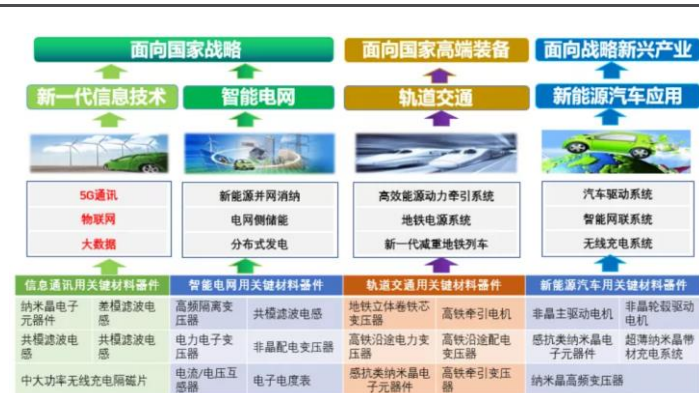 面向国家战略
面向国家高端装备
面向战略新兴产业
新一代信息技术
智能电网
轨道交通
新能源汽车应用
5G通讯
物联网
大数据
新能源并网消纳
电网侧储能
分布式发电
高效能源动力牵引系统
地铁电源系统
新一代减重地铁列车
汽车驱动系统
智能网联系统
无线充电系统
信息通讯用关键材料器件
纳米晶电子元器件
差模滤波电感
共模滤波电感
共模滤波电感
中大功率无线充电隔磁片
智能电网用关键材料器件
高频隔离变压器
共模滤波电感
电力电子变压器
非晶配电变压器
电流/电压互感器
电子电度表
轨道交通用关键材料器件
地铁立体卷铁芯变压器
高铁牵引电机
高铁沿途电力变压器
高铁沿途配电变压器
感抗类纳米晶电子元器件
高铁牵引变压器
新能源汽车用关键材料器件
非晶主驱动电机
非晶轮毂驱动电机
感抗类纳米晶电子元器件
超薄纳米晶带材充电系统
纳米晶高频变压器